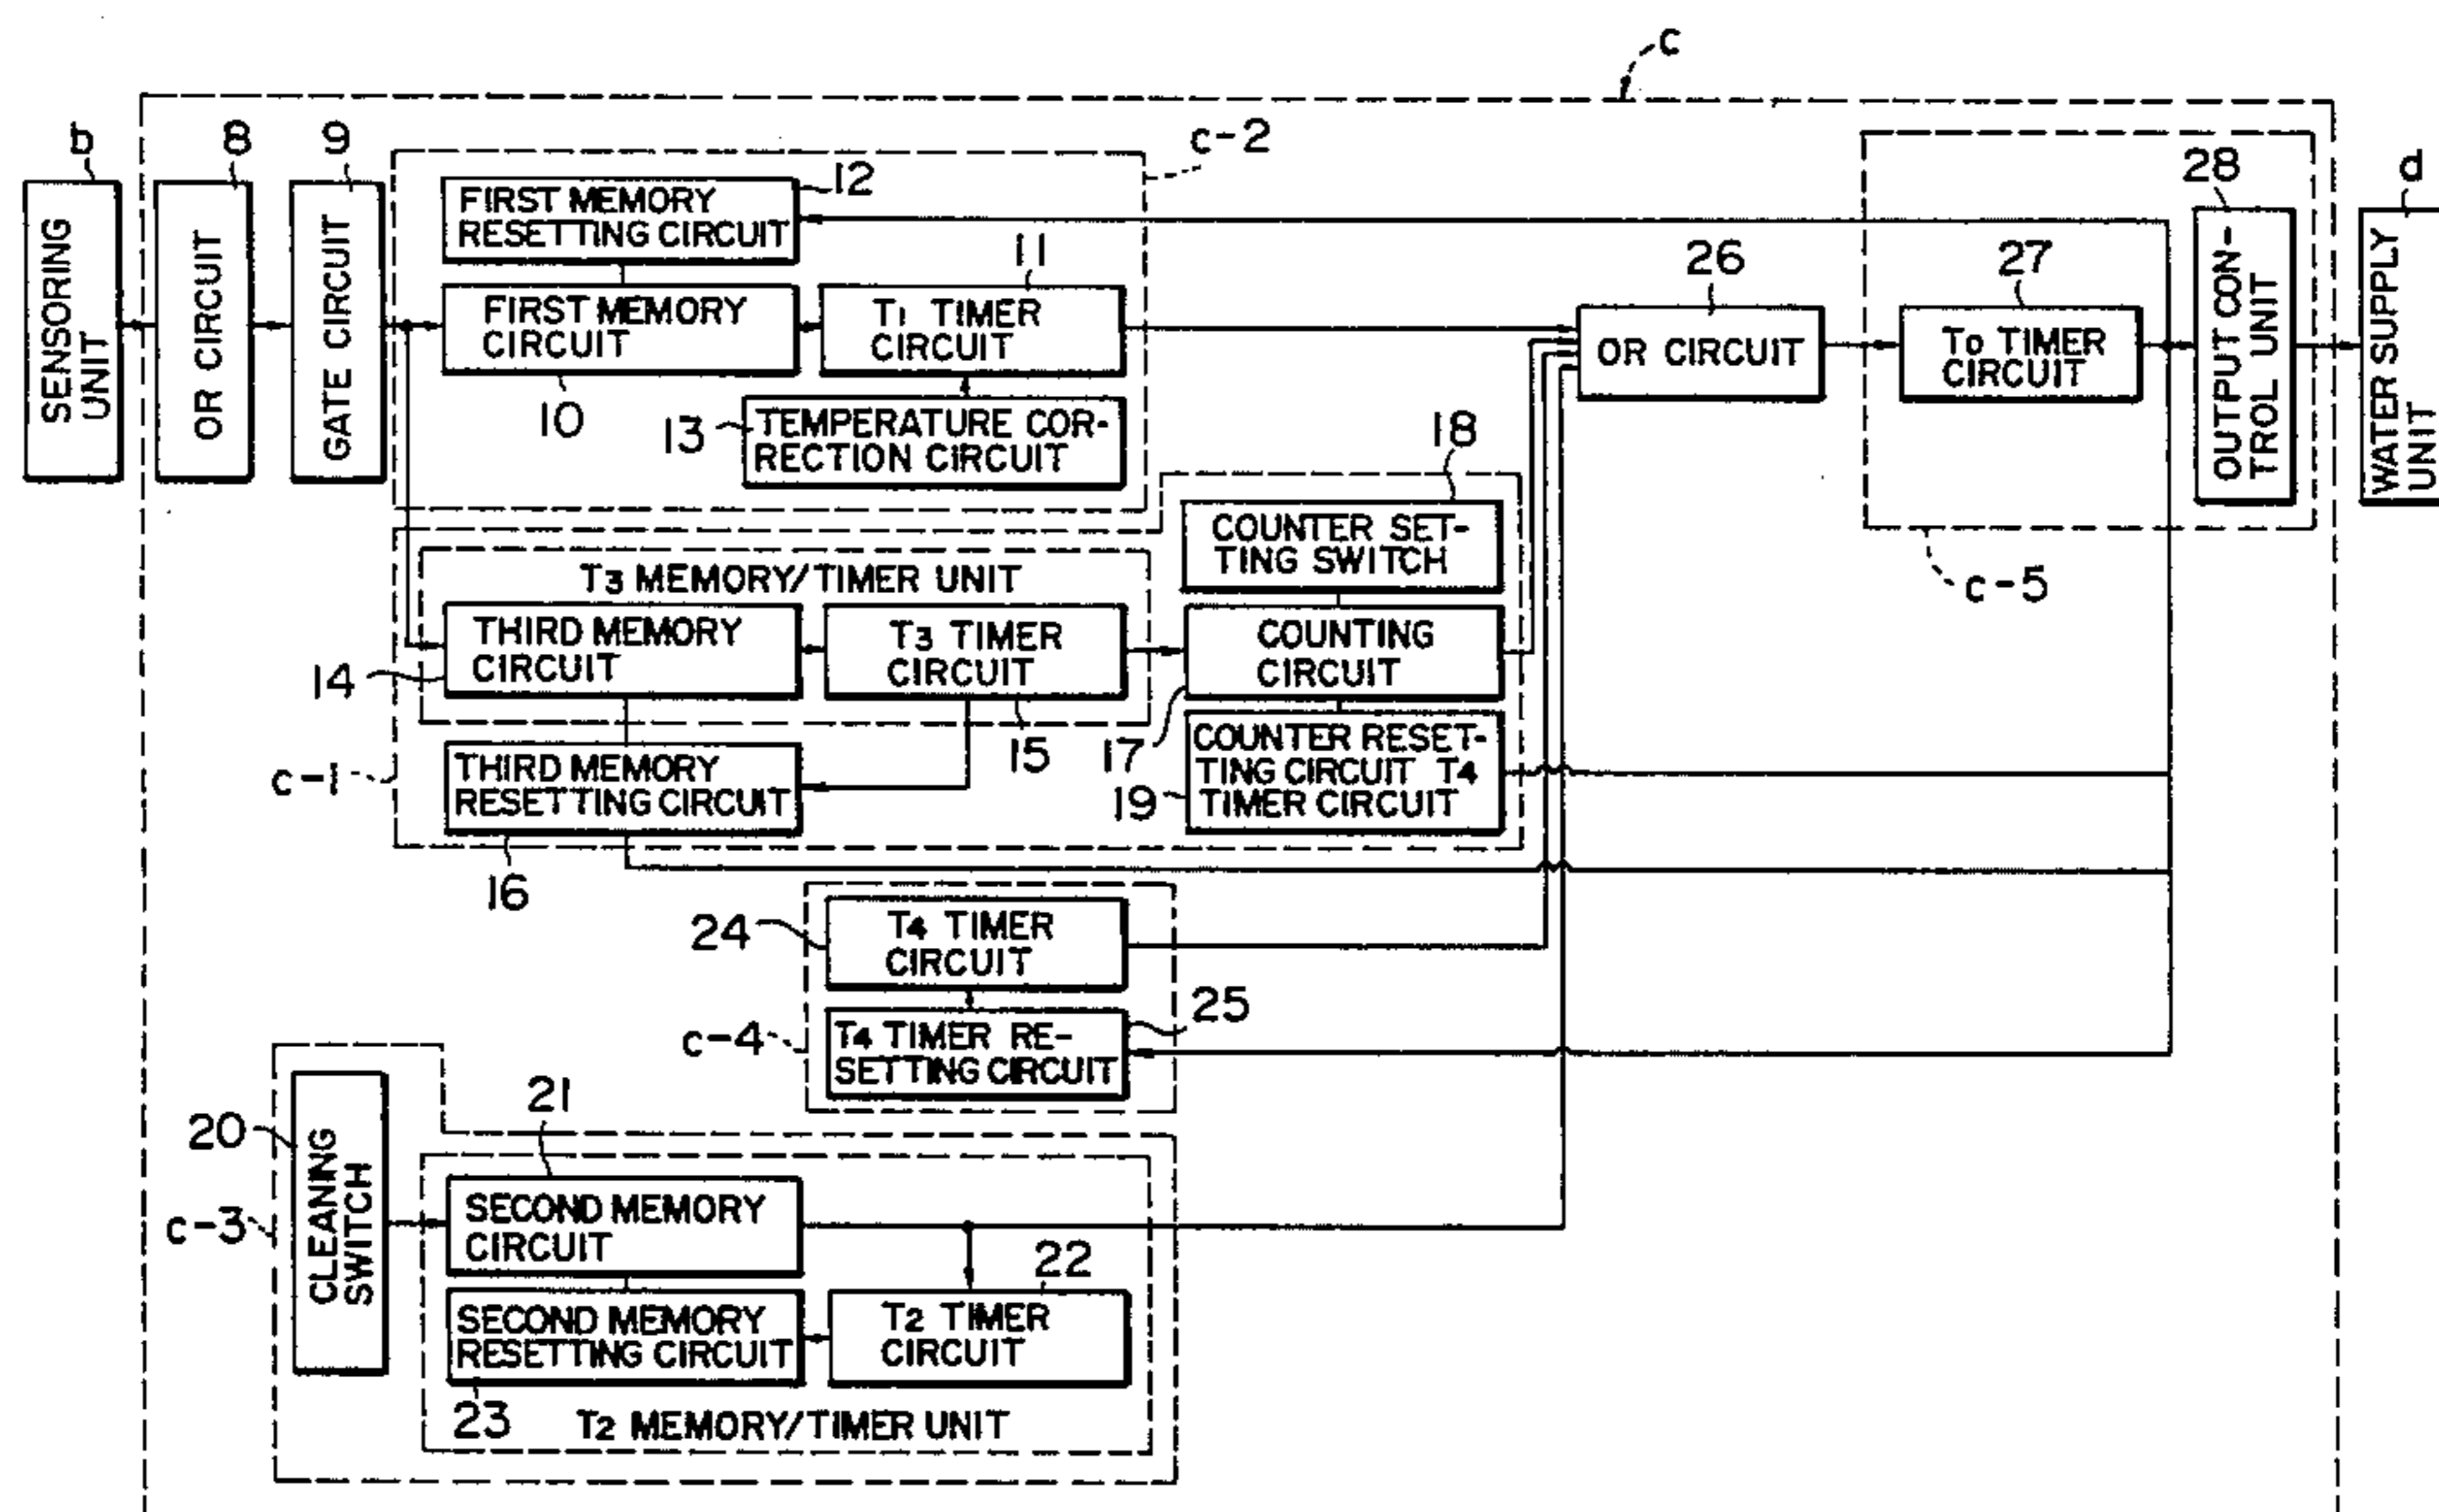 c
b
8
9
c-2
28
d
SENSORING
UNIT
OR CIRCUIT
GATE CIRCUIT
FIRST MEMORY
RESETTING CIRCUIT
12
11
FIRST MEMORY
CIRCUIT
10
T1 TIMER
CIRCUIT
13
TEMPERATURE COR-
RECTION CIRCUIT
26
OR CIRCUIT
27
To TIMER
CIRCUIT
OUTPUT CON-
TROL UNIT
WATER SUPPLY
UNIT
c-5
18
COUNTER SET-
TING SWITCH
T3 MEMORY/TIMER UNIT
THIRD MEMORY
CIRCUIT
14
T3 TIMER
CIRCUIT
15
COUNTING
CIRCUIT
17
c-1
THIRD MEMORY
RESETTING CIRCUIT
16
COUNTER RESET-
TING CIRCUIT T4
TIMER CIRCUIT
19
24
T4 TIMER
CIRCUIT
25
c-4
T4 TIMER RE-
SETTING CIRCUIT
20
CLEANING
SWITCH
c-3
21
SECOND MEMORY
CIRCUIT
22
SECOND MEMORY
RESETTING CIRCUIT
23
T2 TIMER
CIRCUIT
T2 MEMORY/TIMER UNIT